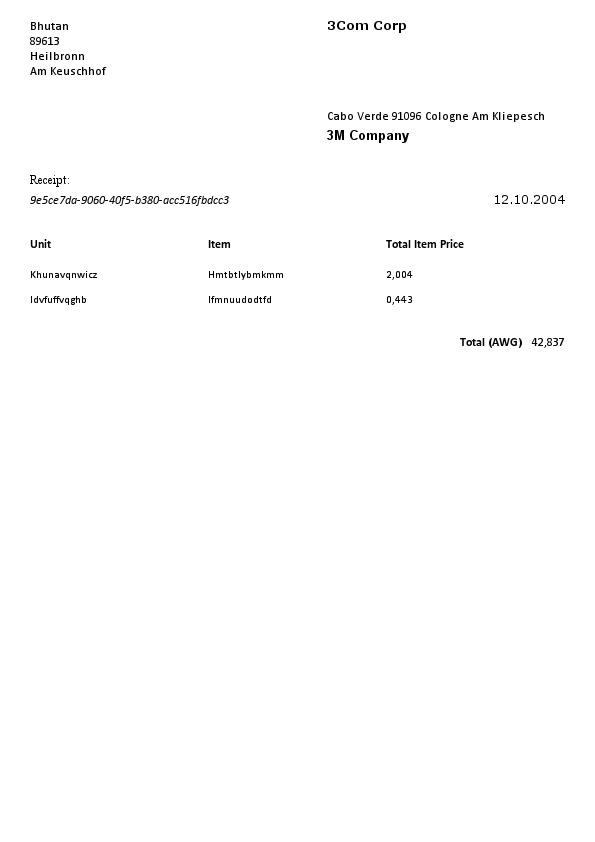 Bhutan
89613
Heilbronn
Am Keuschhof
3Com Corp
Cabo Verde 91096 Cologne Am Kliepesch
3M Company
Receipt:
9e5ce7da-9060-40f5-b380-acc516fbdcc3
12.10.2004
Unit Item Total Item Price
Khunavqnwicz Hmtbtlybmkmm 2,004
Idvfuffvqghb Ifmnuudodtfd 0,443
Total (AWG) 42,837